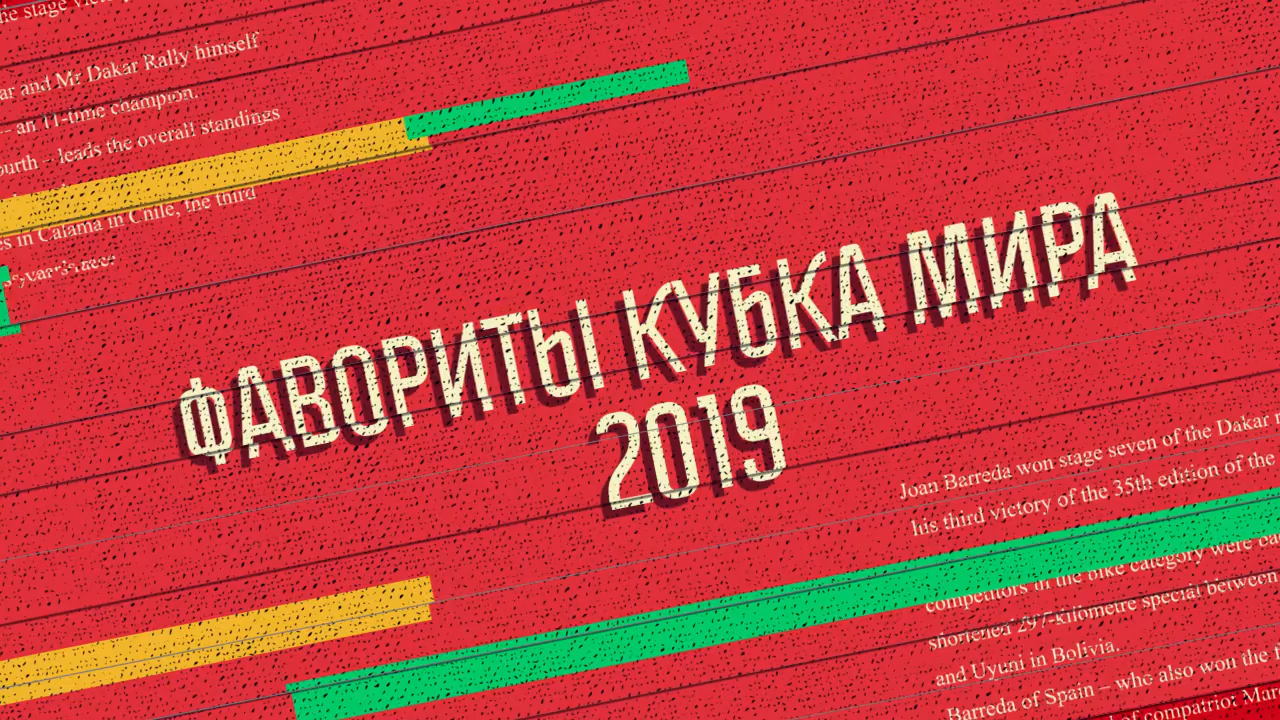 he stage
ar and Mr Dakar Rally himself
– an 11-time champion.
ourth – leads the overall standings
es in Calama in Chile, the third
ФАВОРИТЫ КУБКА МИРА
2019
Joan Barreda won stage seven of the Dakar
his third victory of the 35th edition of the
competitors in the bike category were
shortened 297-kilometre special between
and Uyuni in Bolivia.
Barreda of Spain – who also won the
of compatriot